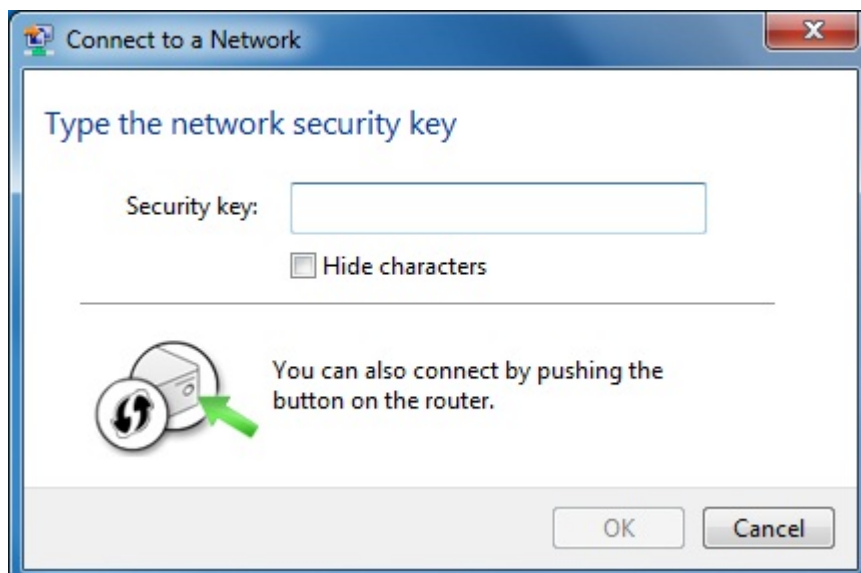 Connect to a Network
Type the network security key
Security key:
Hide characters
You can also connect by pushing the
button on the router.
OK
Cancel